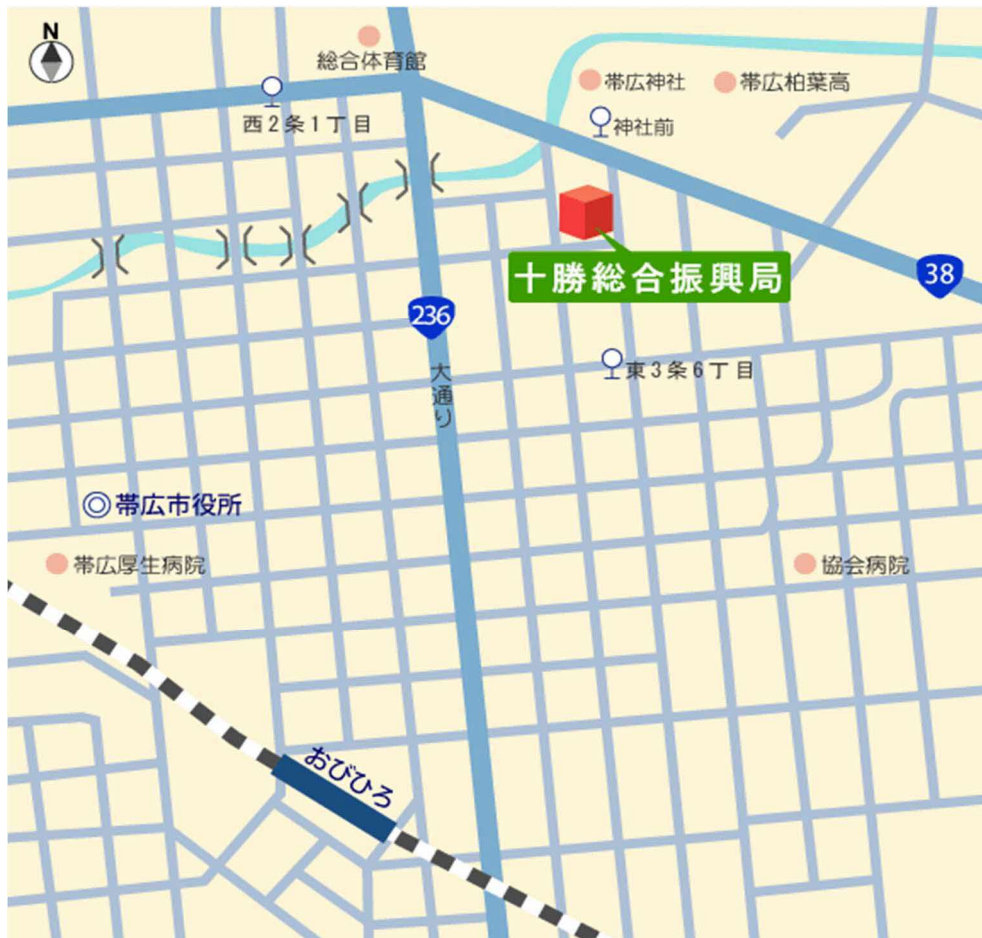 N
総合体育館
帯広神社
帯広柏葉高
西2条1丁目
神社前
十勝総合振興局
38
236
大通り
東3条6丁目
帯広市役所
帯広厚生病院
協会病院
おびひろ